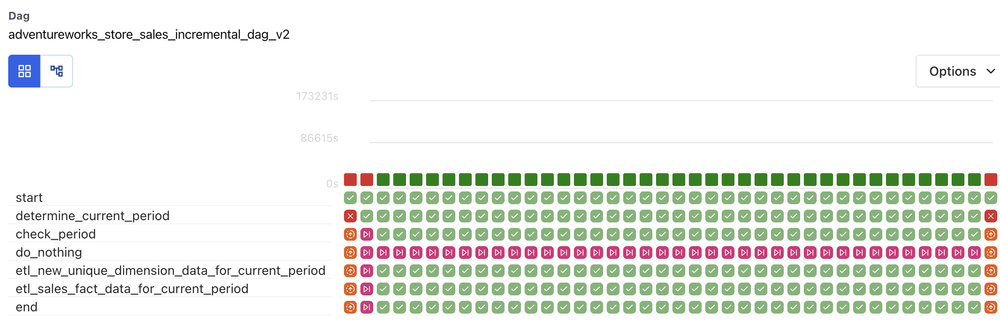 Dag
adventureworks_store_sales_incremental_dag_v2
Options
173231s
86615s
0s
start
determine_current_period
check_period
do_nothing
etl_new_unique_dimension_data_for_current_period
etl_sales_fact_data_for_current_period
end